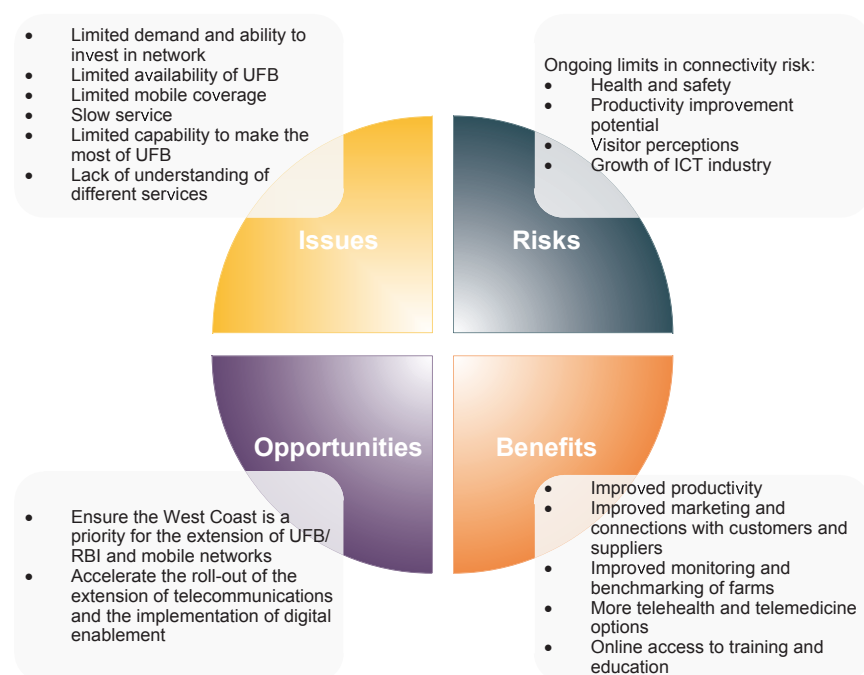 • Limited demand and ability to
invest in network
• Limited availability of UFB
• Limited mobile coverage
• Slow service
• Limited capability to make the
most of UFB
• Lack of understanding of
different services
Issues
Ongoing limits in connectivity risk:
• Health and safety
• Productivity improvement
potential
• Visitor perceptions
• Growth of ICT industry
Risks
Opportunities
• Ensure the West Coast is a
priority for the extension of UFB/
RBI and mobile networks
• Accelerate the roll-out of the
extension of telecommunications
and the implementation of digital
enablement
Benefits
• Improved productivity
• Improved marketing and
connections with customers and
suppliers
• Improved monitoring and
benchmarking of farms
• More telehealth and telemedicine
options
• Online access to training and
education